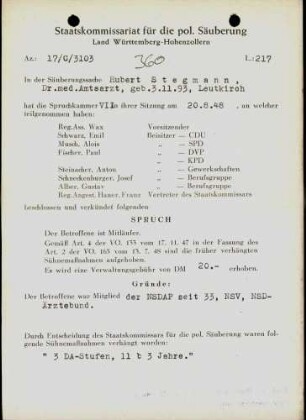 Staatskommissariat für die pol. Säuberung
Land Württemberg-Hohenzollern
Az.: 17/G/3103
360
L.: 217
In der Säuberungssache: Hubert Stegmann,
Dr.med.Amtsarzt, geb. 3.11.93, Leutkirch
hat die Spruchkammer VIIa in ihrer Sitzung am 20.8.48, an welcher
teilgenommen haben:
Reg.Ass. Wax Vorsitzender
Schwarz, Emil Beisitzer – CDU
Munch, Alois „ – SPD
Fischer, Paul „ – DVP
„ – KPD
Steinacher, Anton „ – Gewerkschaften
Schreckenburger, Josef „ – Berufsgruppe
Alber, Gustav „ – Berufsgruppe
Reg.Angest. Hauer, Franz Vertreter des Staatskommissars
beschlossen und verkündet folgenden
SPRUCH
Der Betroffene ist Mitläufer.
Gemäß Art. 4 der VO. 133 vom 17. 11. 47 in der Fassung des
Art. 2 der VO. 165 vom 13. 7. 48 sind die früher verhängten
Sühnemaßnahmen aufgehoben.
Es wird eine Verwaltungsgebühr von DM 20.- erhoben.
Gründe:
Der Betroffene war Mitglied der NSDAP seit 33, NSV, NSD-
Ärztebund.
Durch Entscheidung des Staatskommissars für die pol. Säuberung waren fol-
gende Sühnemaßnahmen verhängt worden:
" 3 DA-Stufen, 11 b 3 Jahre."